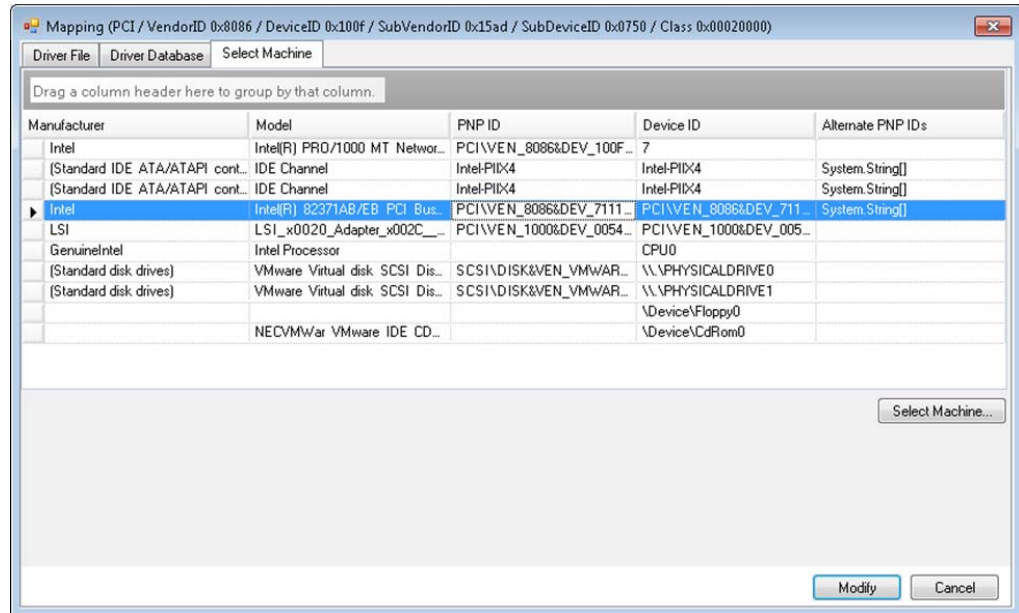 Mapping (PCI / VendorID 0x8086 / DeviceID 0x100f / SubVendorID 0x15ad / SubDeviceID 0x0750 / Class 0x00020000)
Driver File Driver Database Select Machine
Drag a column header here to group by that column.
Manufacturer Model PNP ID Device ID Alternate PNP IDs
Intel Intel(R) PRO/1000 MT Networ... PCI\VEN_8086&DEV_100F... 7
(Standard IDE ATA/ATAPI cont... IDE Channel Intel-PIIX4 Intel-PIIX4 System.String[]
(Standard IDE ATA/ATAPI cont... IDE Channel Intel-PIIX4 Intel-PIIX4 System.String[]
Intel Intel(R) 82371AB/EB PCI Bus... PCI\VEN_8086&DEV_7111... PCI\VEN_8086&DEV_711... System.String[]
LSI LSI_x0020_Adapter_x002C__... PCI\VEN_1000&DEV_0054... PCI\VEN_1000&DEV_005...
GenuineIntel Intel Processor CPU0
(Standard disk drives) VMware Virtual disk SCSI Dis... SCSI\DISK&VEN_VMWAR... \\.\PHYSICALDRIVE0
(Standard disk drives) VMware Virtual disk SCSI Dis... SCSI\DISK&VEN_VMWAR... \\.\PHYSICALDRIVE1
\Device\Floppy0
NECVMWar VMware IDE CD... \Device\CdRom0
Select Machine...
Modify Cancel